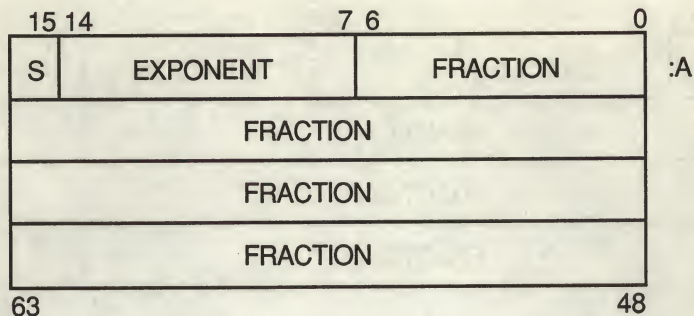 15 14 7 6 0
S EXPONENT FRACTION :A
FRACTION
FRACTION
FRACTION
63 48